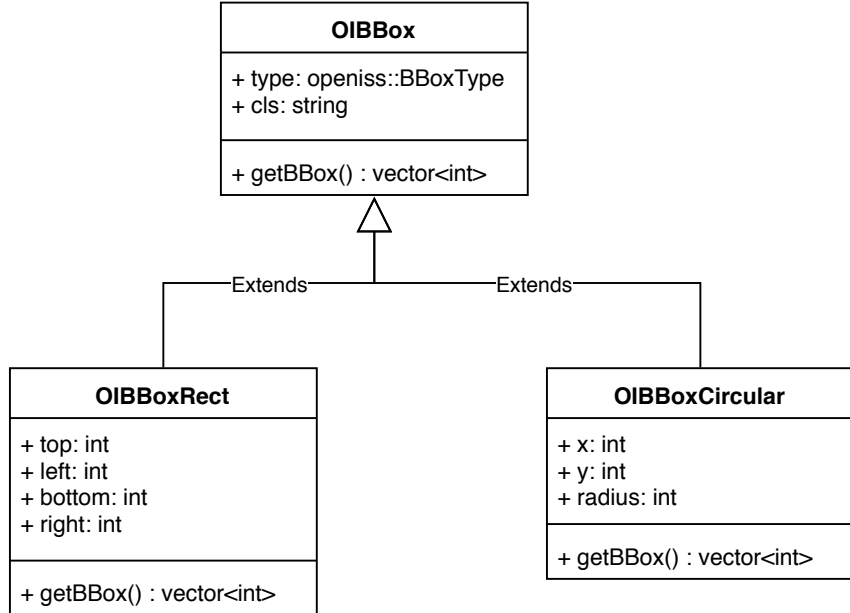 OIBBox
+ type: openiss::BBoxType
+ cls: string
+ getBBox() : vector<int>
Extends
Extends
OIBBoxRect
+ top: int
+ left: int
+ bottom: int
+ right: int
+ getBBox() : vector<int>
OIBBoxCircular
+ x: int
+ y: int
+ radius: int
+ getBBox() : vector<int>